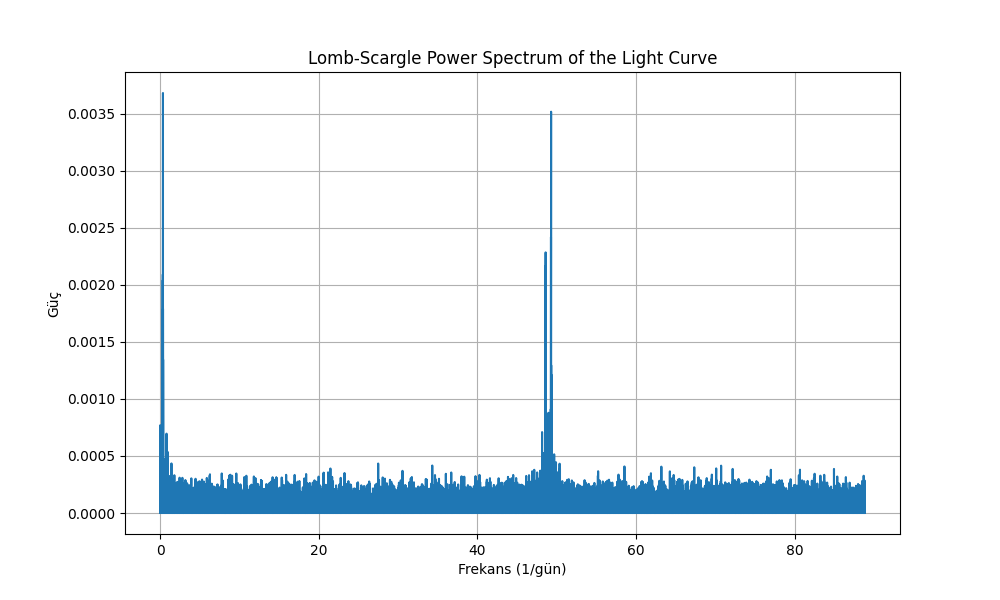 Lomb-Scargle Power Spectrum of the Light Curve
0.0035
0.0030
0.0025
0.0020
0.0015
0.0010
0.0005
0.0000
Güç
0 20 40 60 80
Frekans (1/gün)